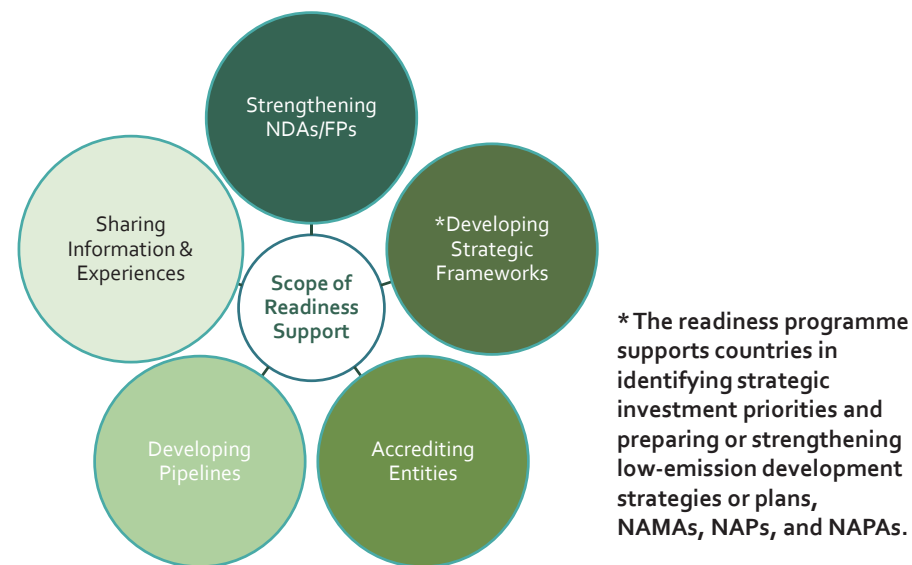 Strengthening
NDAs/FPs
*Developing
Strategic
Frameworks
Accrediting
Entities
Developing
Pipelines
Sharing
Information &
Experiences
Scope of
Readiness
Support
* The readiness programme
supports countries in
identifying strategic
investment priorities and
preparing or strengthening
low-emission development
strategies or plans,
NAMAs, NAPs, and NAPAs.